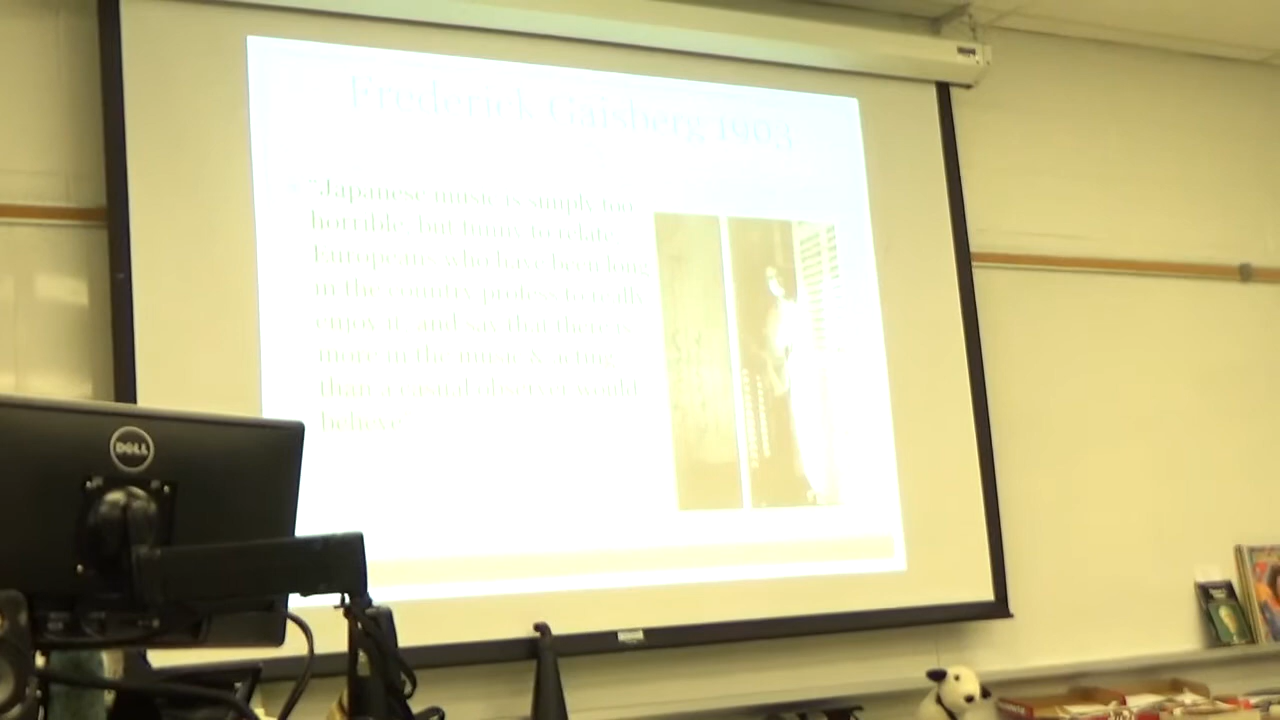 Frederick Gaisberg 1903
"Japanese music is simply too
horrible, but funny to relate
Europeans who have been long
in the country profess to really
enjoy it, and say that there is
more in the music & acting
than a casual observer would
believe
DELL